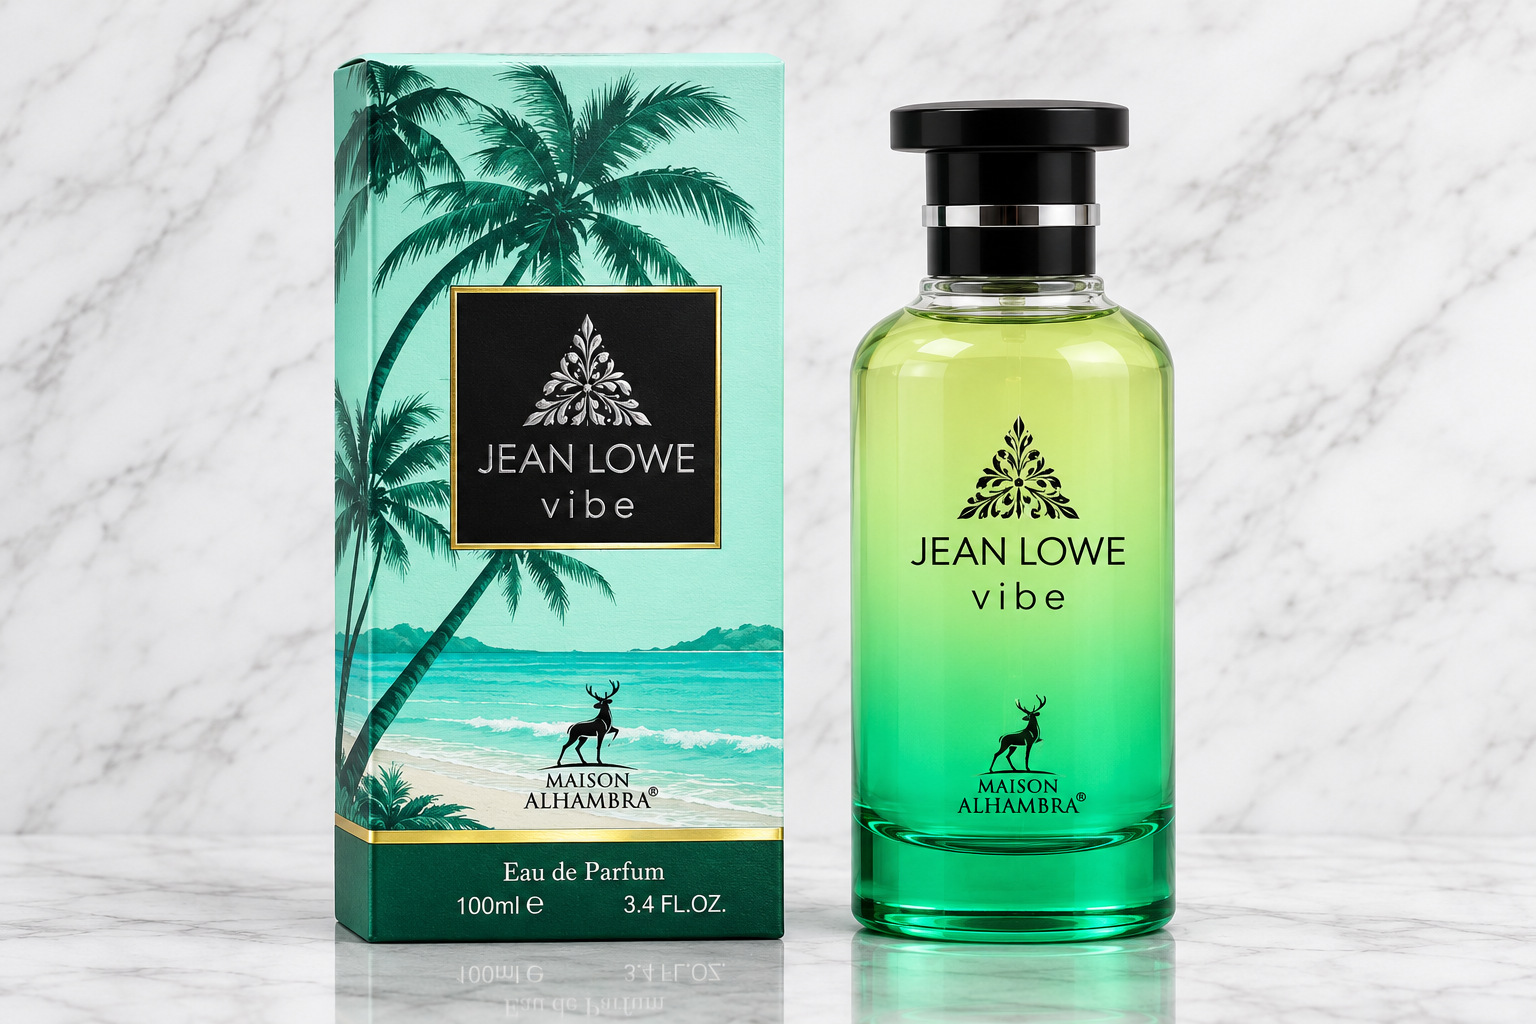 JEAN LOWE
vibe
MAISON
ALHAMBRA®
Eau de Parfum
100ml ℮ 3.4 FL.OZ.
JEAN LOWE
vibe
MAISON
ALHAMBRA®